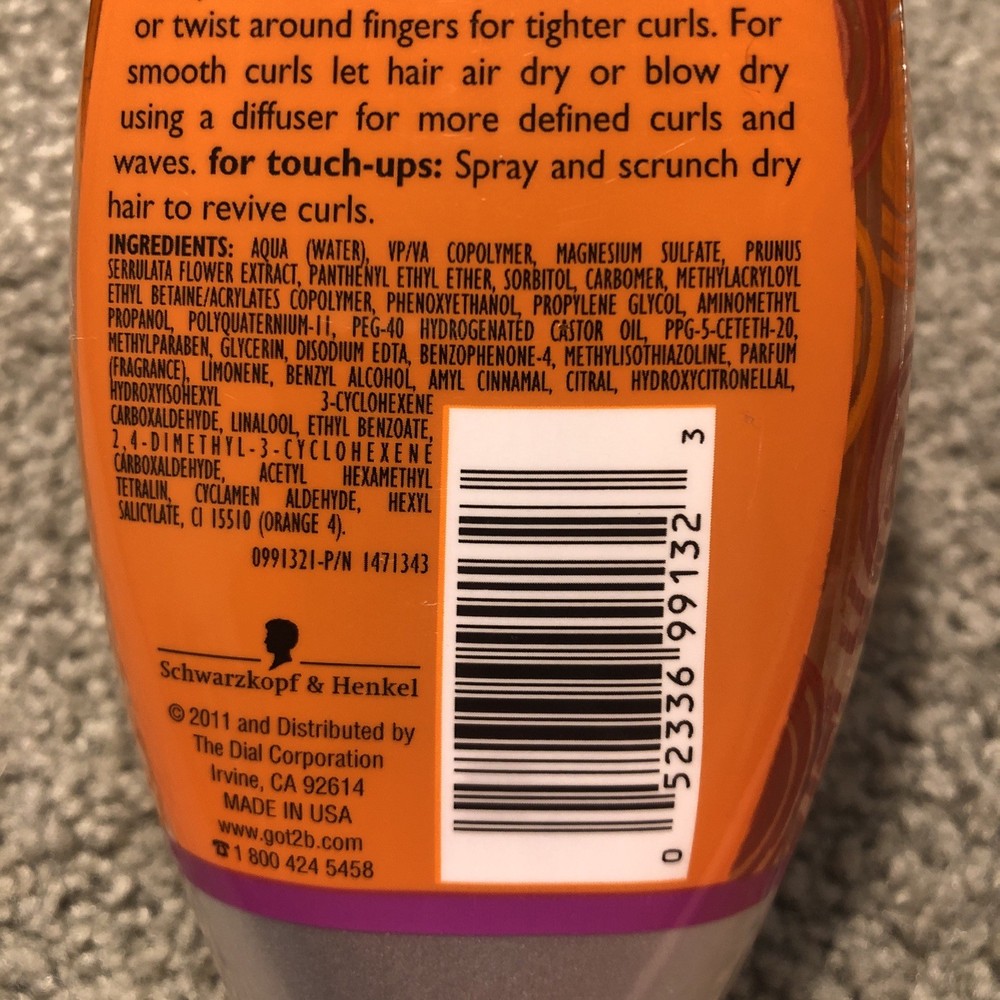 or twist around fingers for tighter curls. For
smooth curls let hair air dry or blow dry
using a diffuser for more defined curls and
waves. for touch-ups: Spray and scrunch dry
hair to revive curls.
INGREDIENTS: AQUA (WATER), VP/VA COPOLYMER, MAGNESIUM SULFATE, PRUNUS
SERRULATA FLOWER EXTRACT, PANTHENYL ETHYL ETHER, SORBITOL, CARBOMER, METHYLACRYLOYL
ETHYL BETAINE/ACRYLATES COPOLYMER, PHENOXYETHANOL, PROPYLENE GLYCOL, AMINOMETHYL
PROPANOL, POLYQUATERNIUM-11, PEG-40 HYDROGENATED CASTOR OIL, PPG-5-CETETH-20,
METHYLPARABEN, GLYCERIN, DISODIUM EDTA, BENZOPHENONE-4, METHYLISOTHIAZOLINE, PARFUM
(FRAGRANCE), LIMONENE, BENZYL ALCOHOL, AMYL CINNAMAL, CITRAL, HYDROXYCITRONELLAL,
HYDROXYISOHEXYL 3-CYCLOHEXENE
CARBOXALDEHYDE, LINALOOL, ETHYL BENZOATE,
2,4-DIMETHYL-3-CYCLOHEXENE
CARBOXALDEHYDE, ACETYL HEXAMETHYL
TETRALIN, CYCLAMEN ALDEHYDE, HEXYL
SALICYLATE, CI 15510 (ORANGE 4).
0991321-P/N 1471343
Schwarzkopf & Henkel
© 2011 and Distributed by
The Dial Corporation
Irvine, CA 92614
MADE IN USA
www.got2b.com
☎ 1 800 424 5458
0 52336 99132 3